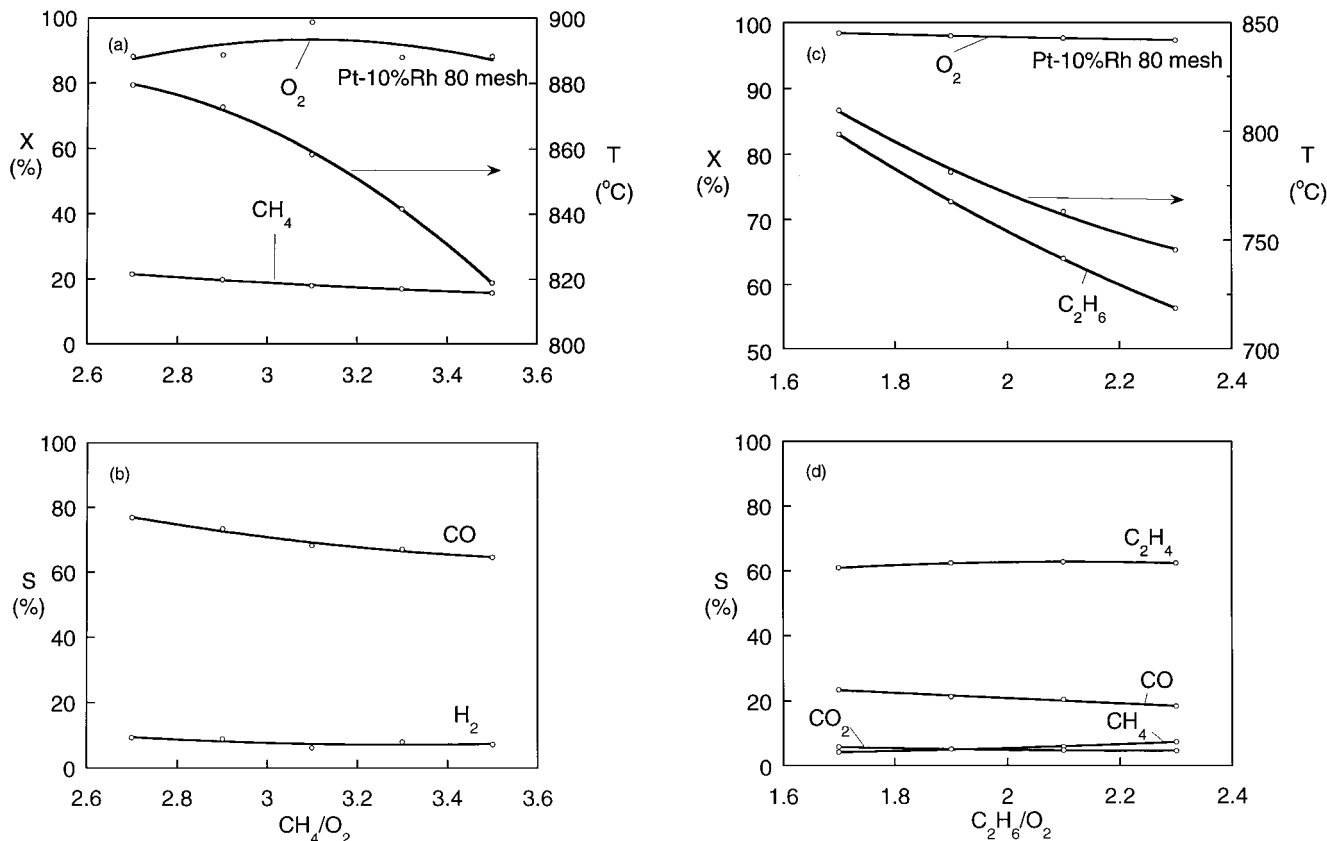 (a)
100
80
60
40
20
0
X
(%)
900
880
860
840
820
800
T
(°C)
O2
Pt-10%Rh 80 mesh
CH4
2.6 2.8 3 3.2 3.4 3.6
(c)
100
90
80
70
60
50
X
(%)
850
800
750
700
T
(°C)
O2
Pt-10%Rh 80 mesh
C2H6
1.6 1.8 2 2.2 2.4
(b)
100
80
60
40
20
0
S
(%)
CO
H2
2.6 2.8 3 3.2 3.4 3.6
CH4/O2
(d)
100
80
60
40
20
0
S
(%)
C2H4
CO
CO2
CH4
1.6 1.8 2 2.2 2.4
C2H6/O2